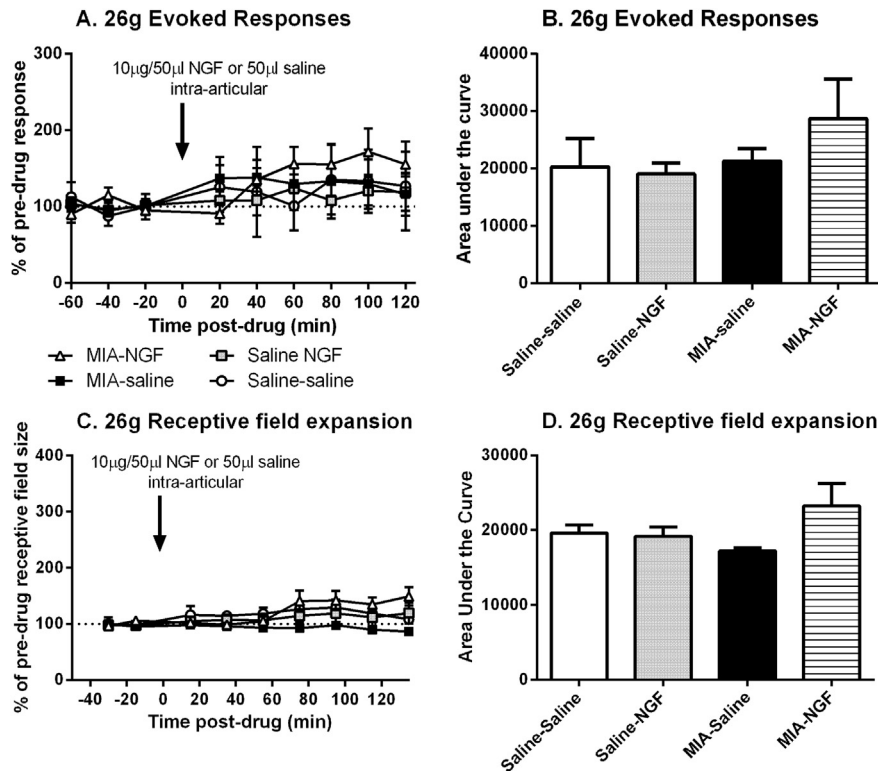 A. 26g Evoked Responses
10µg/50µl NGF or 50µl saline
intra-articular
% of pre-drug response
300
200
100
0
-60 -40 -20 0 20 40 60 80 100 120
Time post-drug (min)
MIA-NGF Saline NGF
MIA-saline Saline-saline
B. 26g Evoked Responses
Area under the curve
40000
30000
20000
10000
0
Saline-saline
Saline-NGF
MIA-saline
MIA-NGF
C. 26g Receptive field expansion
10µg/50µl NGF or 50µl saline
intra-articular
% of pre-drug receptive field size
400
300
200
100
0
-40 -20 0 20 40 60 80 100 120
Time post-drug (min)
D. 26g Receptive field expansion
Area Under the Curve
30000
20000
10000
0
Saline-Saline
Saline-NGF
MIA-Saline
MIA-NGF